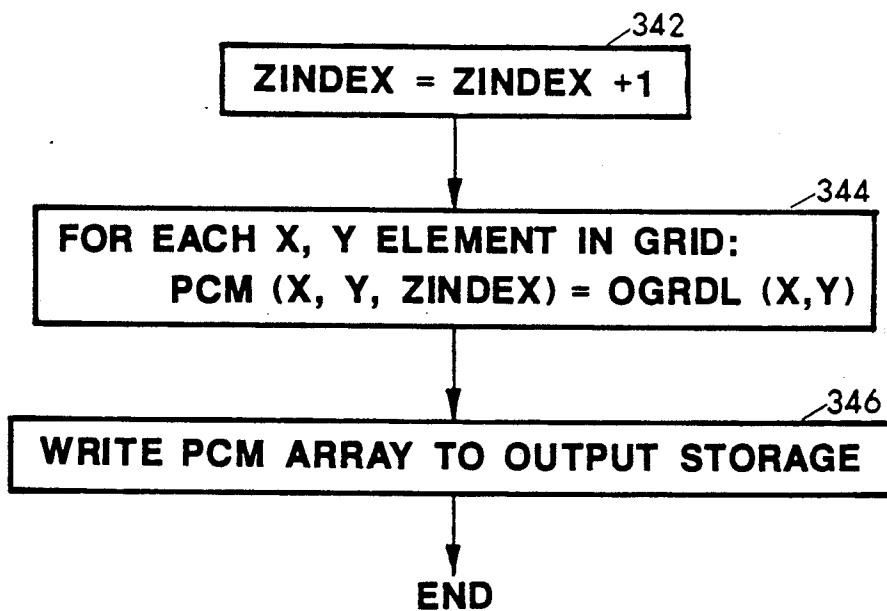 342
ZINDEX = ZINDEX +1
344
FOR EACH X, Y ELEMENT IN GRID:
PCM (X, Y, ZINDEX) = OGRDL (X,Y)
346
WRITE PCM ARRAY TO OUTPUT STORAGE
END